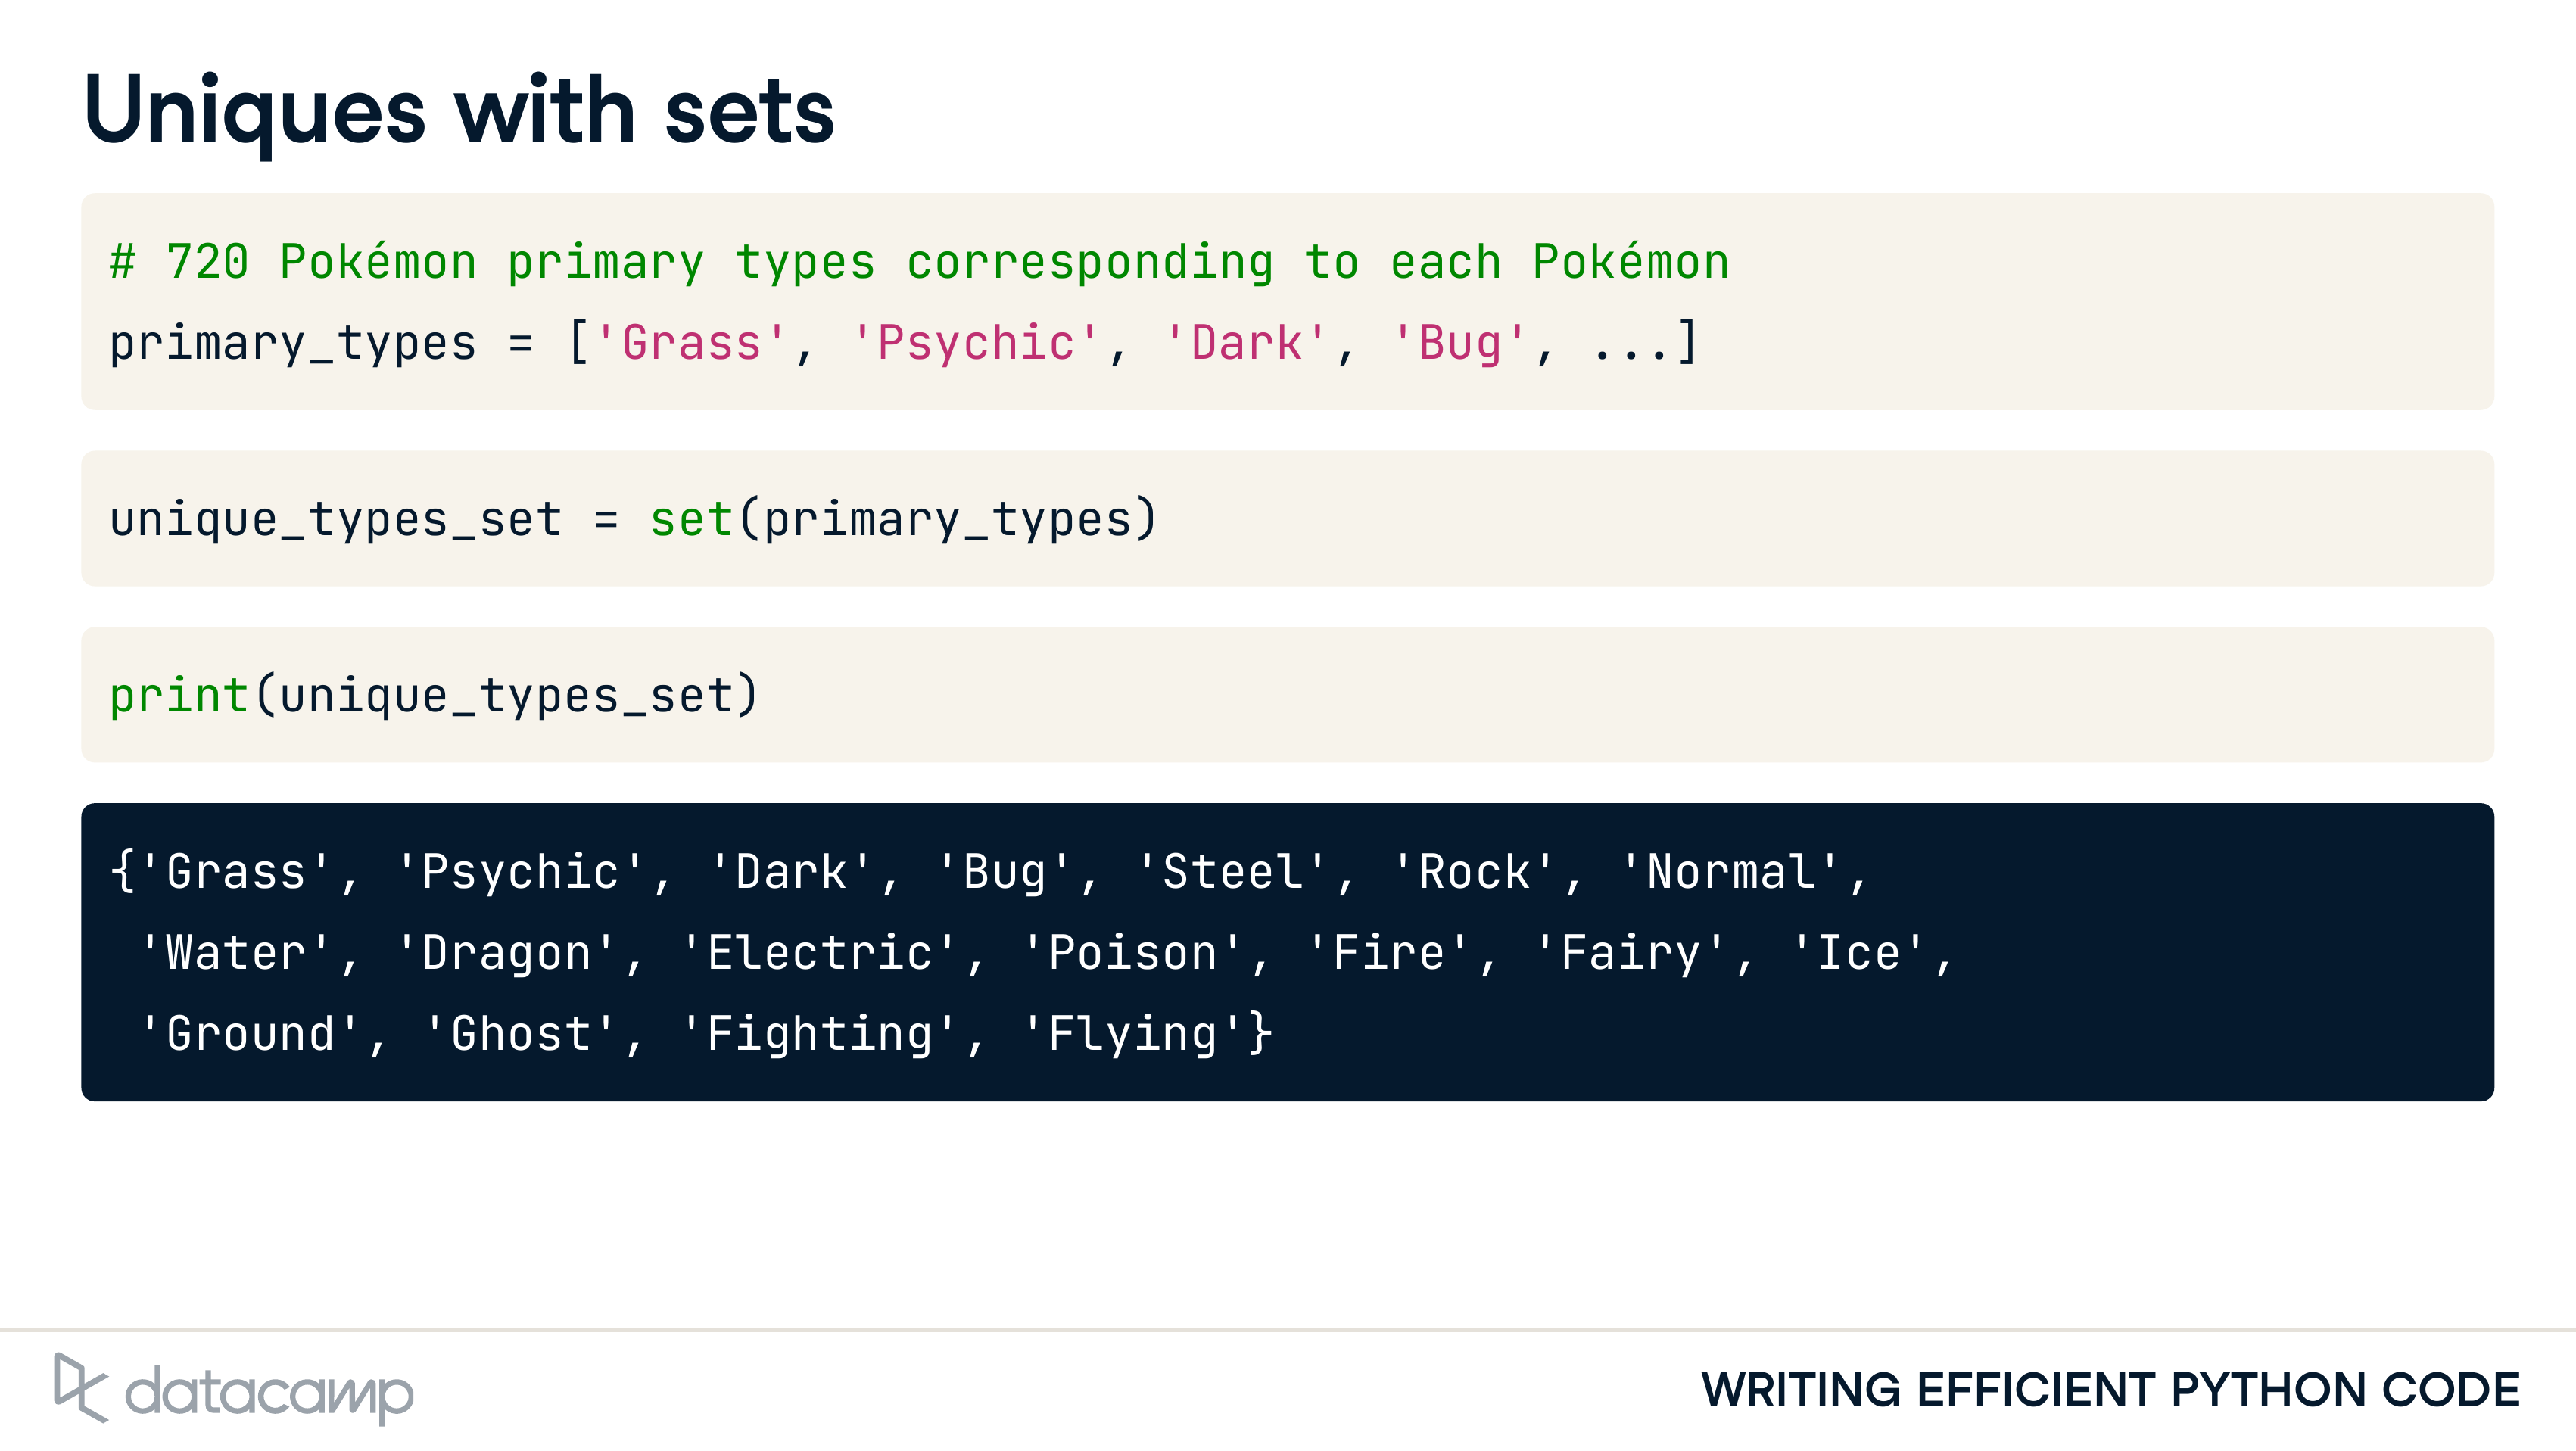 Uniques with sets
# 720 Pokémon primary types corresponding to each Pokémon
primary_types = ['Grass', 'Psychic', 'Dark', 'Bug', ...]
unique_types_set = set(primary_types)
print(unique_types_set)
{'Grass', 'Psychic', 'Dark', 'Bug', 'Steel', 'Rock', 'Normal',
'Water', 'Dragon', 'Electric', 'Poison', 'Fire', 'Fairy', 'Ice',
'Ground', 'Ghost', 'Fighting', 'Flying'}
datacamp
WRITING EFFICIENT PYTHON CODE